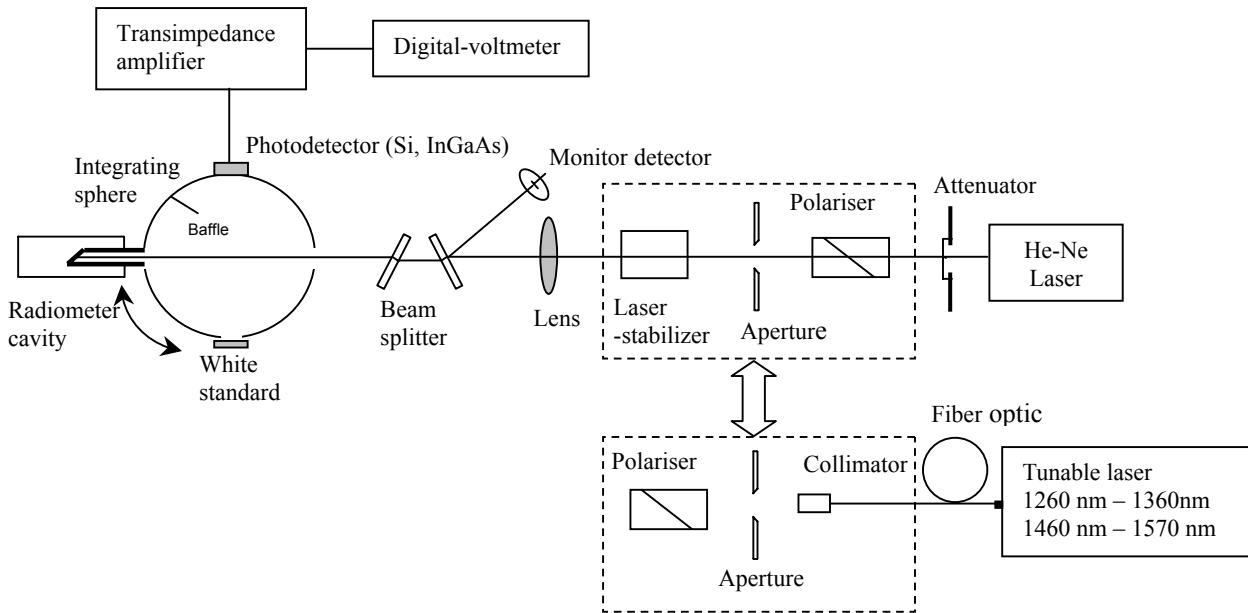 Transimpedance
amplifier
Digital-voltmeter
Photodetector (Si, InGaAs)
Integrating
sphere
Baffle
Monitor detector
Polariser
Attenuator
He-Ne
Laser
Radiometer
cavity
White
standard
Beam
splitter
Lens
Laser
-stabilizer
Aperture
Fiber optic
Polariser
Collimator
Tunable laser
1260 nm – 1360nm
1460 nm – 1570 nm
Aperture